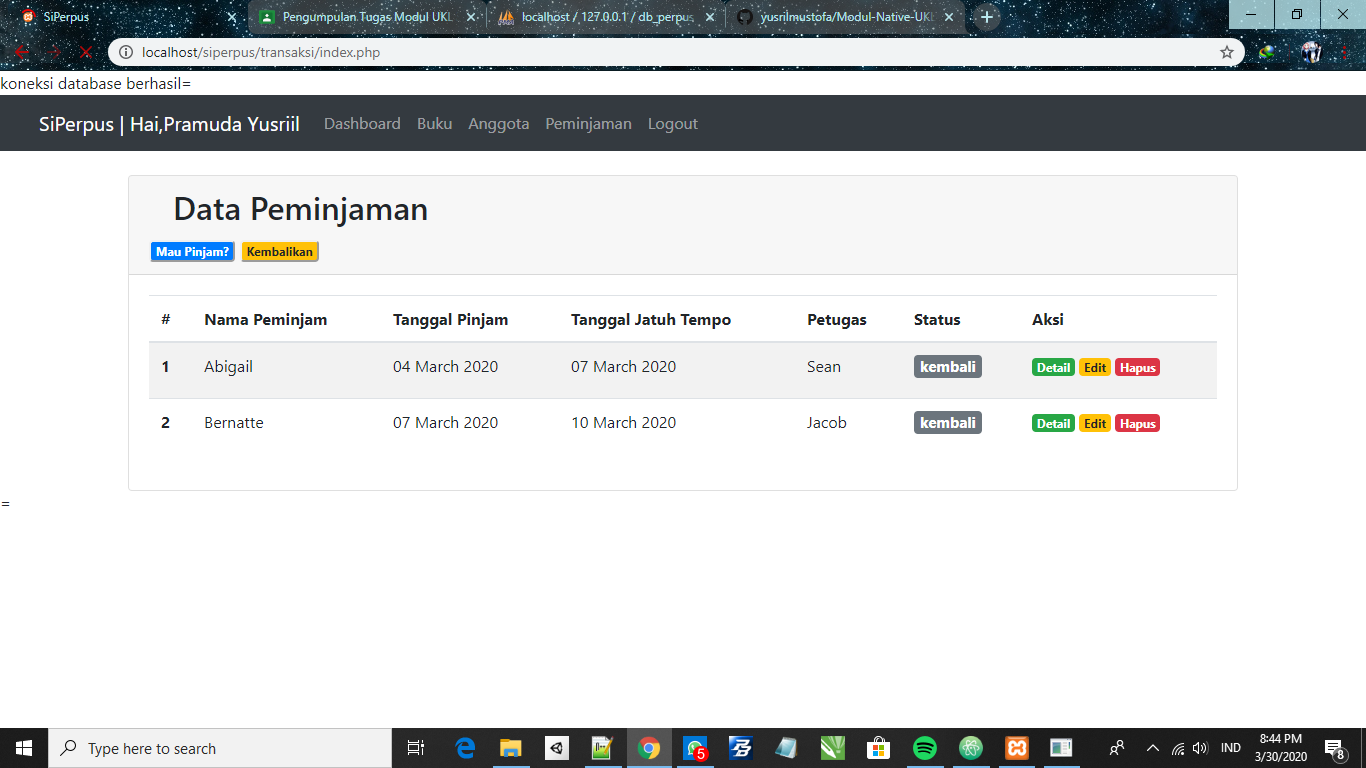 SiPerpus
Pengumpulan Tugas Modul UKL
localhost / 127.0.0.1 / db_perpus
yusrilmustofa/Modul-Native-UKL
localhost/siperpus/transaksi/index.php
koneksi database berhasil=
SiPerpus | Hai,Pramuda Yusriil Dashboard Buku Anggota Peminjaman Logout
Data Peminjaman
Mau Pinjam? Kembalikan
# Nama Peminjam Tanggal Pinjam Tanggal Jatuh Tempo Petugas Status Aksi
1 Abigail 04 March 2020 07 March 2020 Sean kembali Detail Edit Hapus
2 Bernatte 07 March 2020 10 March 2020 Jacob kembali Detail Edit Hapus
=
Type here to search
5
IND
8:44 PM
3/30/2020
8